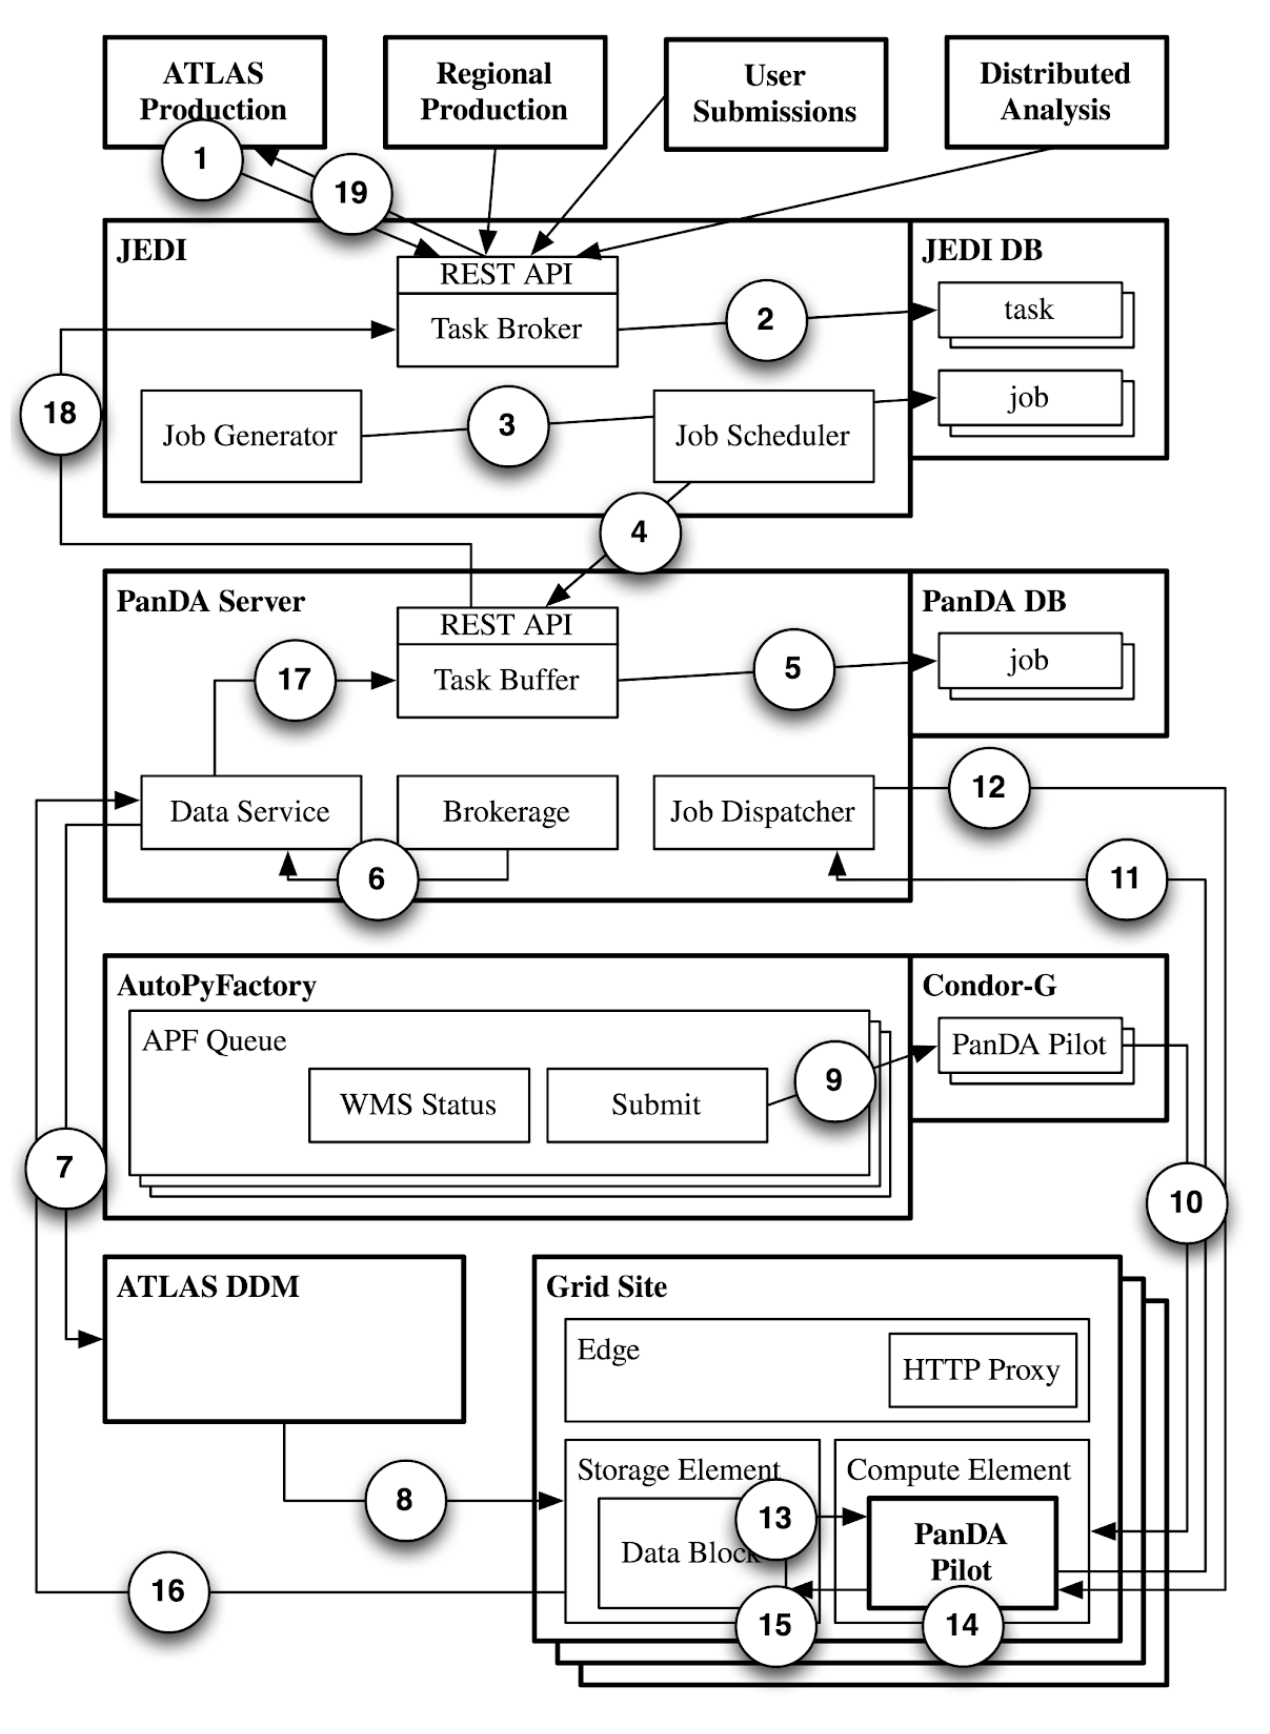 ATLAS
Production
Regional
Production
User
Submissions
Distributed
Analysis
1
19
JEDI
REST API
Task Broker
2
JEDI DB
task
job
18
Job Generator
3
Job Scheduler
4
PanDA Server
REST API
Task Buffer
17
5
PanDA DB
job
12
Data Service
Brokerage
Job Dispatcher
6
11
AutoPyFactory
APF Queue
WMS Status
Submit
9
Condor-G
PanDA Pilot
7
10
ATLAS DDM
Grid Site
Edge
HTTP Proxy
8
Storage Element
Data Block
13
Compute Element
PanDA
Pilot
16
15
14